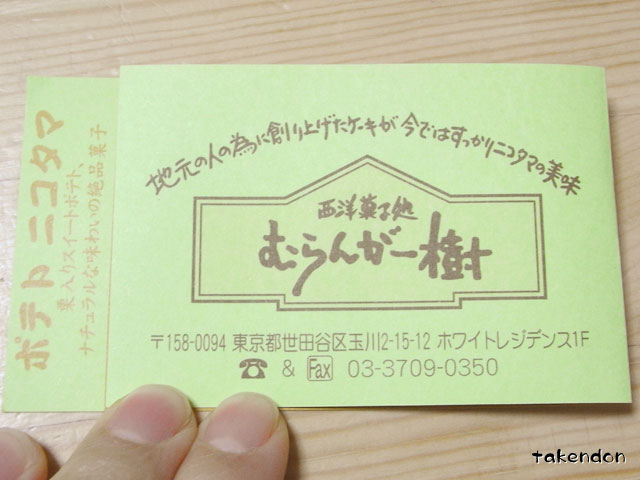 地元の人の為に創り上げたケーキが今ではすっかりニコタマの美味
西洋菓子処
むらんがー樹
〒158-0094 東京都世田谷区玉川2-15-12 ホワイトレジデンス1F
☎ & Fax 03-3709-0350
ポテト ニコタマ
栗入りスイートポテト、
ナチュラルな味わいの絶品菓子
takendon